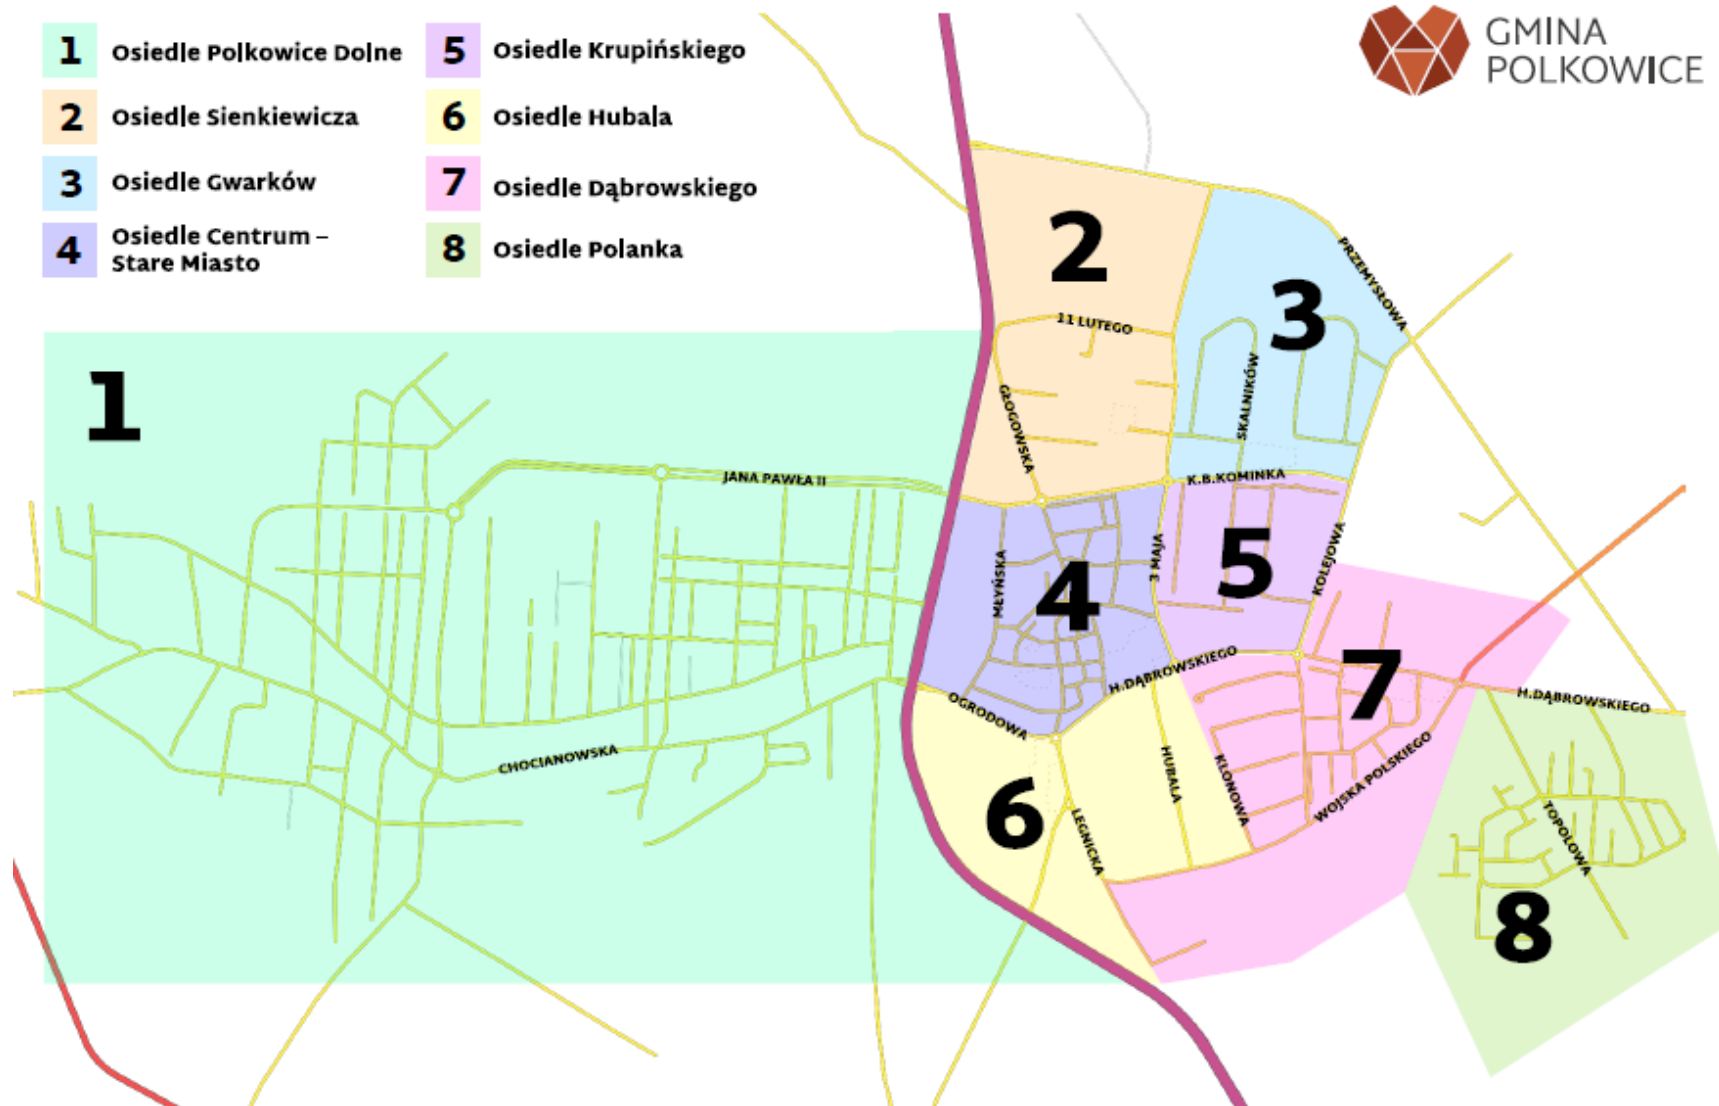 1 Osiedle Polkowice Dolne
2 Osiedle Sienkiewicza
3 Osiedle Gwarków
4 Osiedle Centrum –
Stare Miasto
5 Osiedle Krupińskiego
6 Osiedle Hubala
7 Osiedle Dąbrowskiego
8 Osiedle Polanka
GMINA
POLKOWICE
2
11 LUTEGO
GŁOGOWSKA
3
PRZEMYSŁOWA
SKALNIKÓW
K.B.KOMINKA
1
JANA PAWŁA II
CHOCIANOWSKA
4
MŁYŃSKA
3 MAJA
OGRODOWA
H.DĄBROWSKIEGO
5
KOLEJOWA
6
LEGNICKA
HUBALA
KLONOWA
7
WOJSKA POLSKIEGO
H.DĄBROWSKIEGO
TOPOLOWA
8